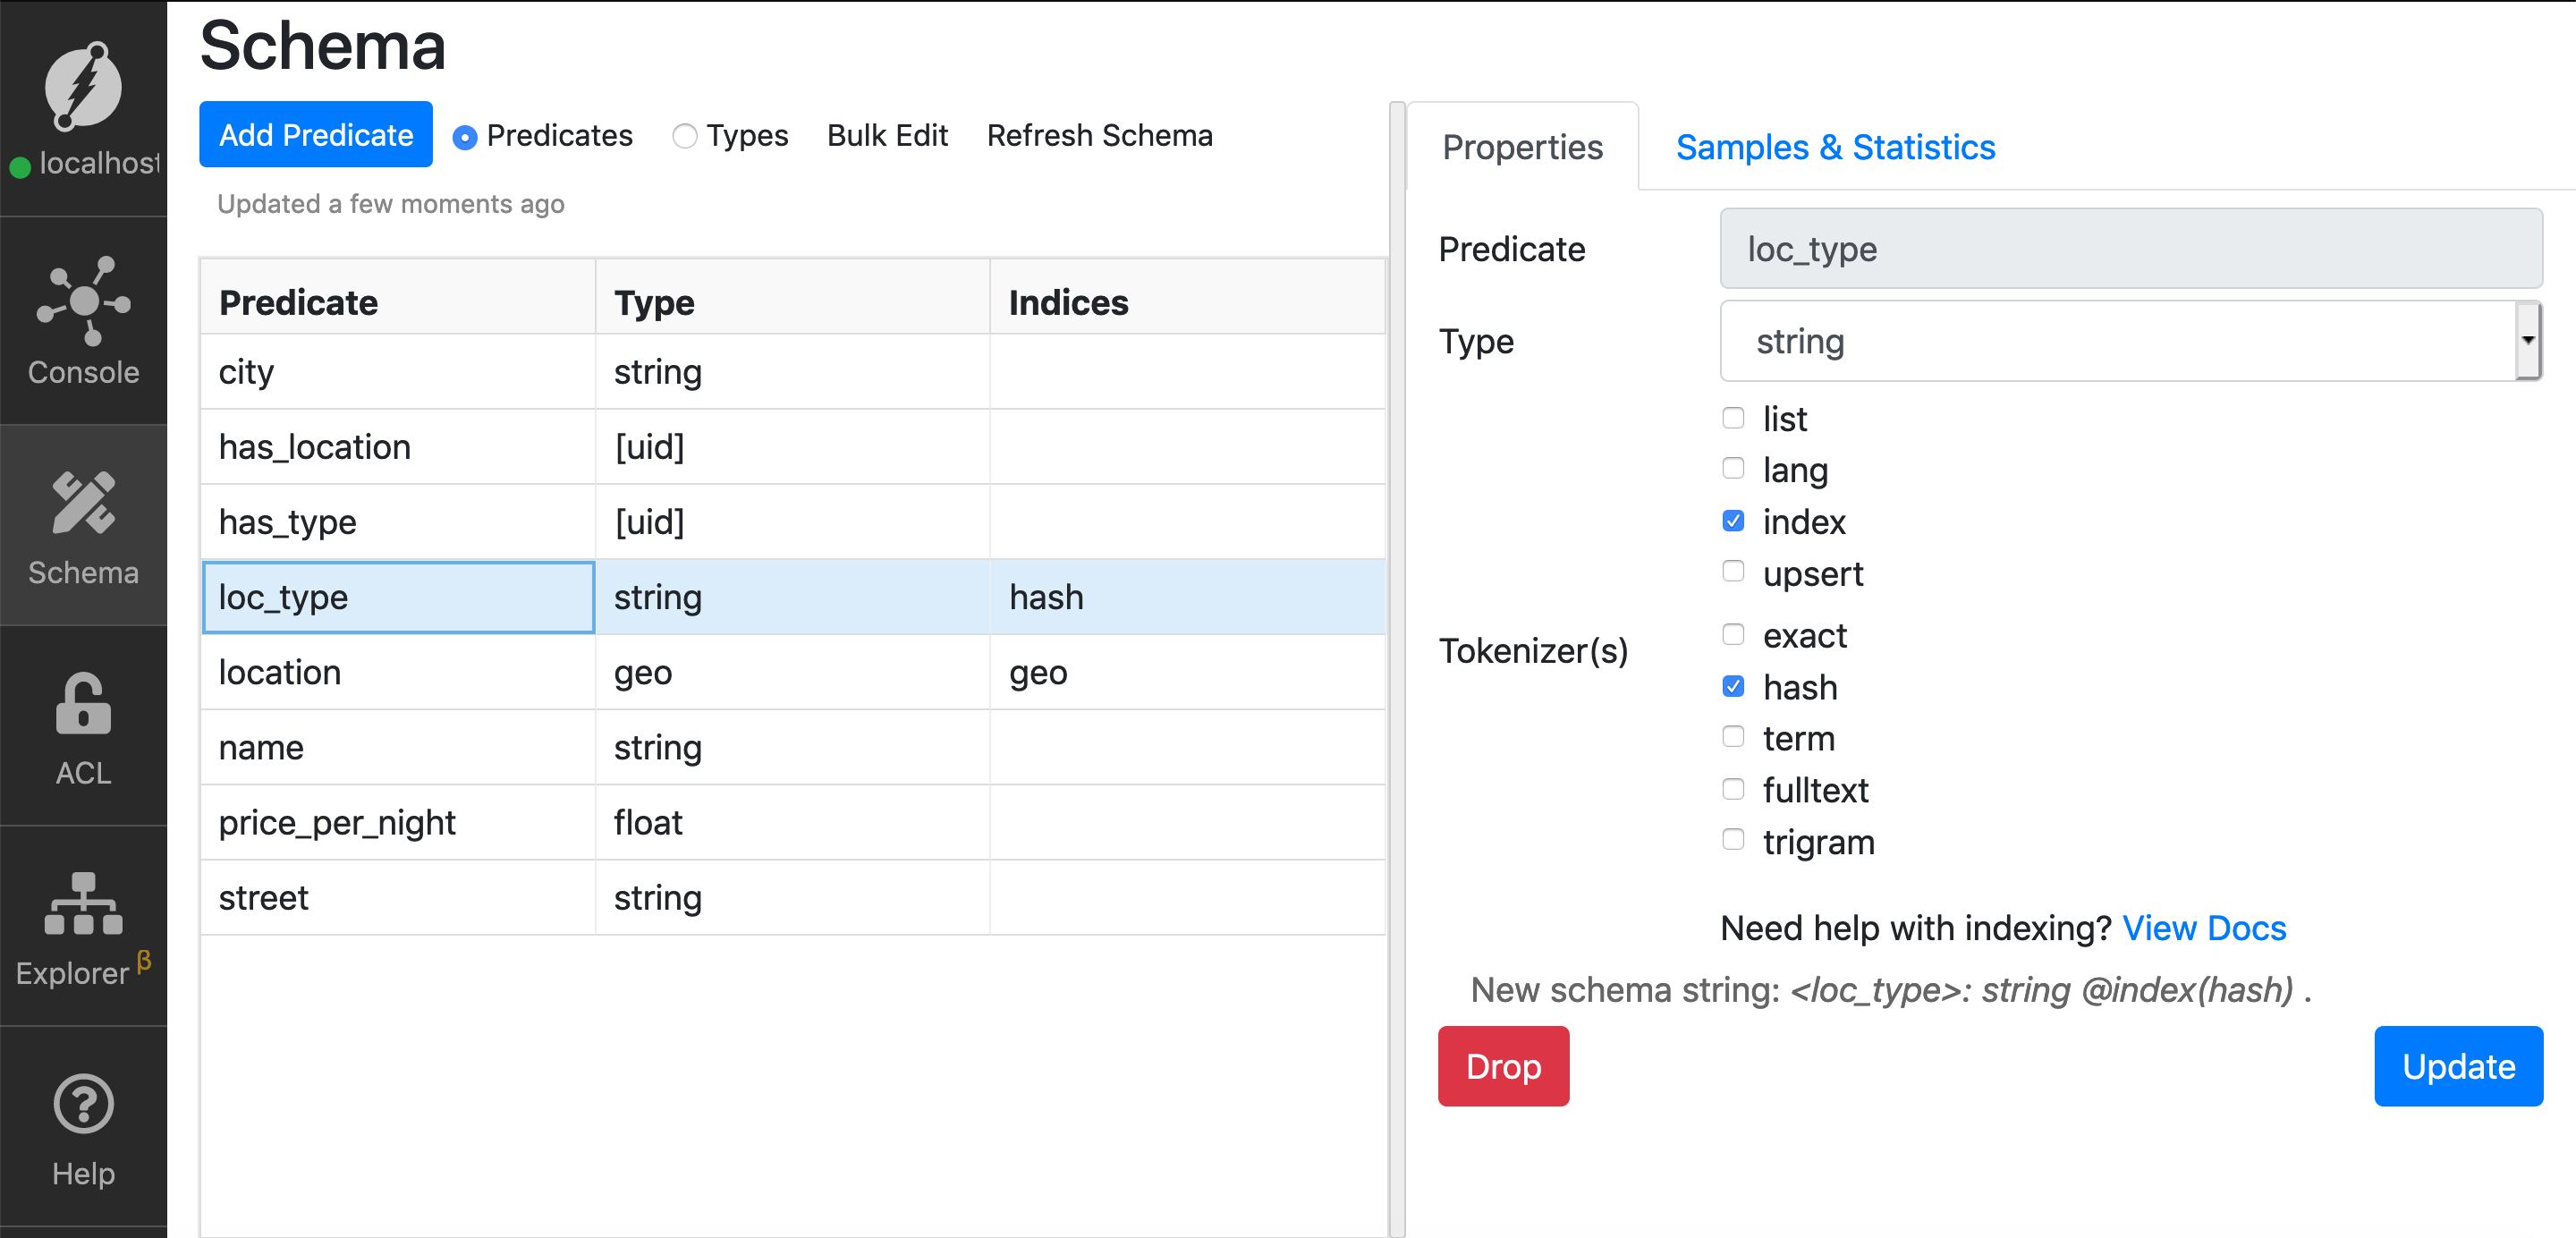 Schema
Add Predicate Predicates Types Bulk Edit Refresh Schema
Updated a few moments ago
localhost
Console
Schema
ACL
Explorer β
Help
Predicate Type Indices
city string
has_location [uid]
has_type [uid]
loc_type string hash
location geo geo
name string
price_per_night float
street string
Properties Samples & Statistics
Predicate loc_type
Type string
list
lang
index
upsert
Tokenizer(s)
exact
hash
term
fulltext
trigram
Need help with indexing? View Docs
New schema string: <loc_type>: string @index(hash) .
Drop Update